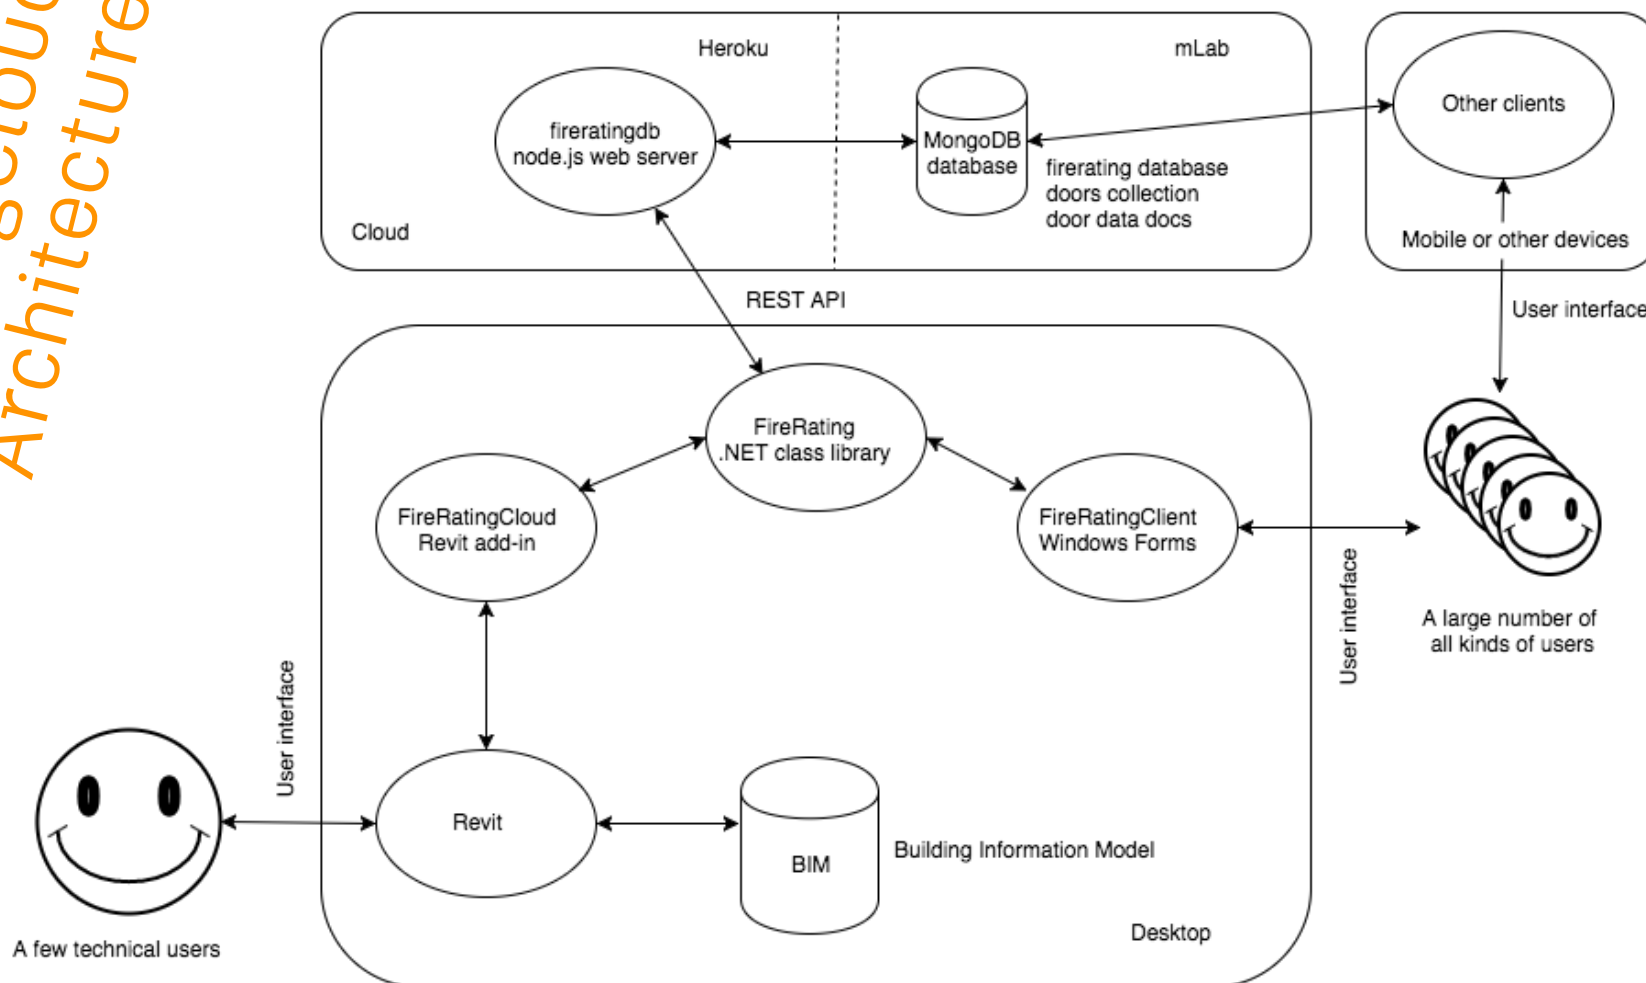 Architecture
Heroku
mLab
fireratingdb
node.js web server
MongoDB
database
firerating database
doors collection
door data docs
Cloud
Other clients
Mobile or other devices
User interface
REST API
FireRating
.NET class library
FireRatingCloud
Revit add-in
FireRatingClient
Windows Forms
User interface
A large number of
all kinds of users
User interface
Revit
BIM
Building Information Model
Desktop
A few technical users